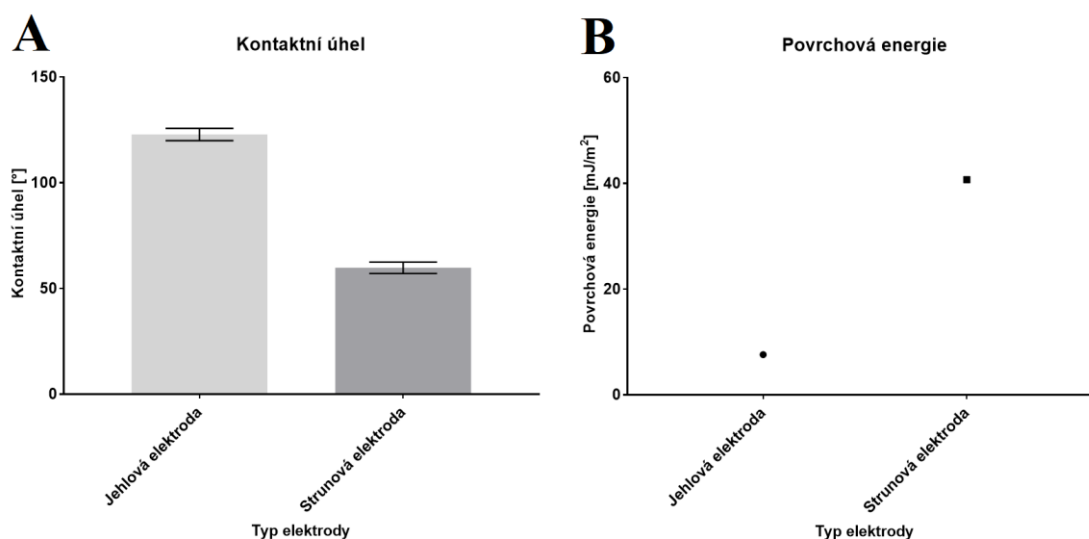 A
Kontaktní úhel
Kontaktní úhel [°]
150
100
50
0
Jehlová elektroda
Strunová elektroda
Typ elektrody
B
Povrchová energie
Povrchová energie [mJ/m²]
60
40
20
0
Jehlová elektroda
Strunová elektroda
Typ elektrody